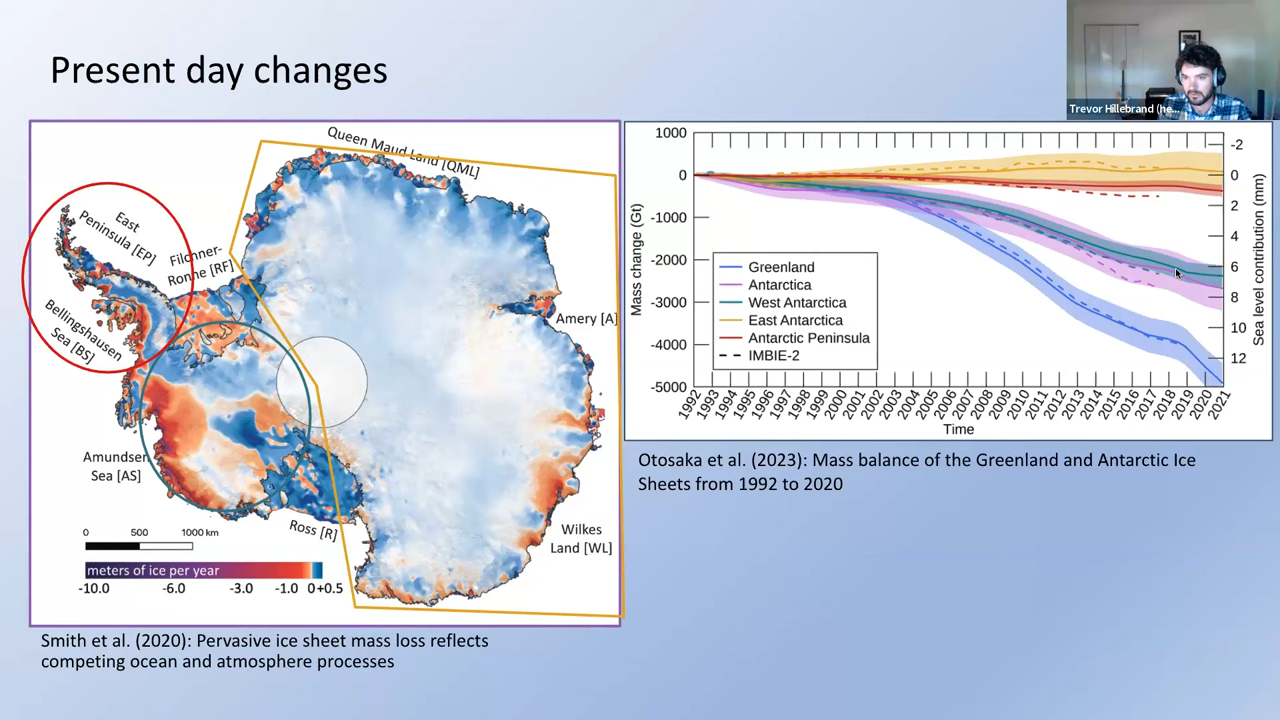 Present day changes
Trevor Hillebrand (he...
Queen Maud Land [QML]
East
Peninsula [EP]
Filchner-
Ronne [RF]
Bellingshausen
Sea [BS]
Amery [A]
Amundsen
Sea [AS]
Ross [R]
Wilkes
Land [WL]
0 500 1000 km
meters of ice per year
-10.0 -6.0 -3.0 -1.0 0 +0.5
Smith et al. (2020): Pervasive ice sheet mass loss reflects
competing ocean and atmosphere processes
Mass change (Gt)
1000
0
-1000
-2000
-3000
-4000
-5000
Greenland
Antarctica
West Antarctica
East Antarctica
Antarctic Peninsula
IMBIE-2
-2
0
2
4
6
8
10
12
Sea level contribution (mm)
1992 1993 1994 1995 1996 1997 1998 1999 2000 2001 2002 2003 2004 2005 2006 2007 2008 2009 2010 2011 2012 2013 2014 2015 2016 2017 2018 2019 2020 2021
Time
Otosaka et al. (2023): Mass balance of the Greenland and Antarctic Ice
Sheets from 1992 to 2020